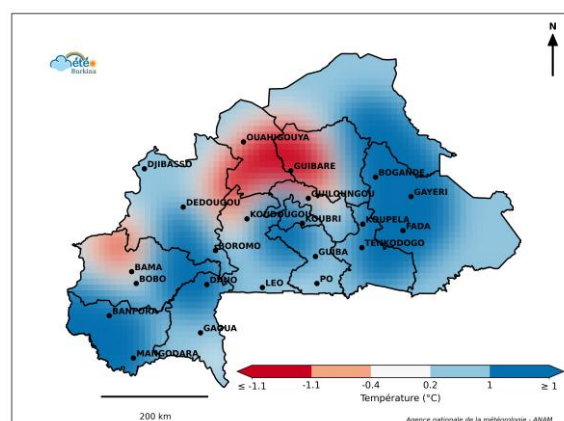 N
été
Burkina
OUAHIGOUYA
DJIBASSO
GUIBARE
BOGANDE
GUILOUNGOU
GAYERI
DEDOUGOU
KOUDOUGOU
KOUBRI
KOUPELA
FADA
BOROMO
TENKODOGO
GUIBA
BAMA
BOBO
DANO
LEO
PO
BANFORA
GAOUA
MANGODARA
≤ -1.1 -1.1 -0.4 0.2 1 ≥ 1
Température (°C)
200 km
Agence nationale de la météorologie - ANAM